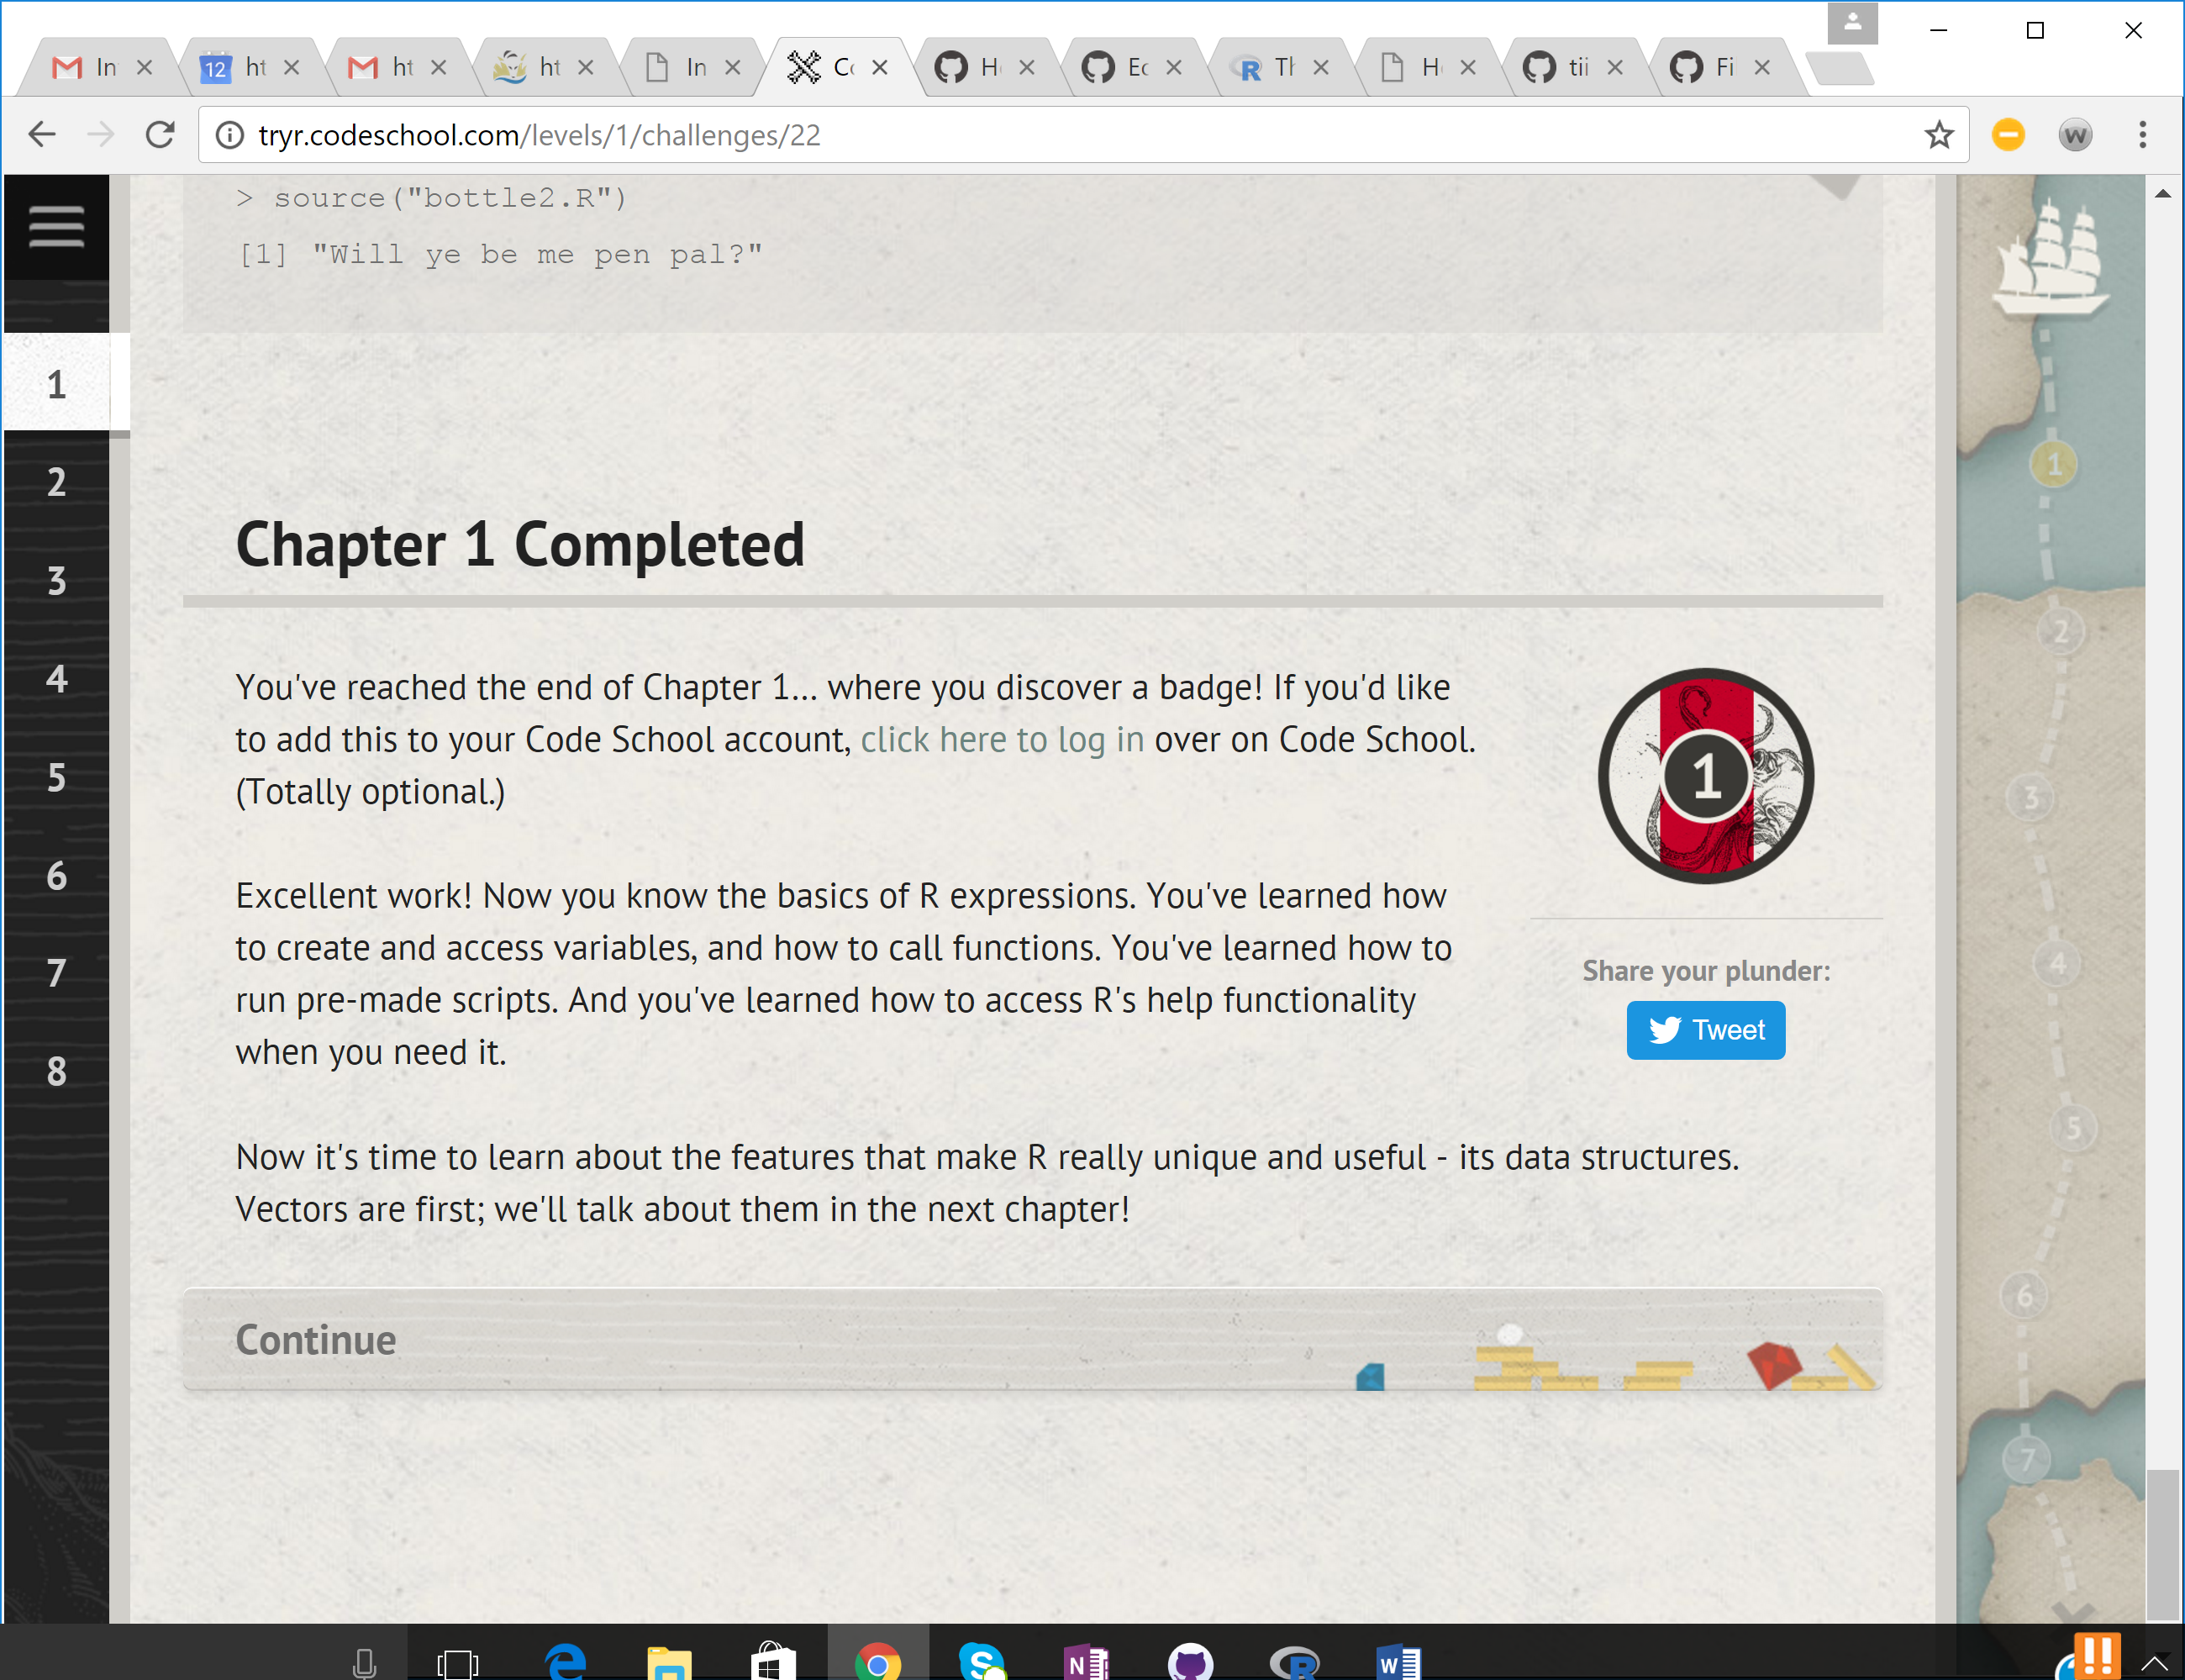 In
12
ht
ht
ht
In
Co
H
Ec
Th
H
tii
Fi
tryr.codeschool.com/levels/1/challenges/22
W
> source("bottle2.R")
[1] "Will ye be me pen pal?"
1
2
3
4
5
6
7
8
Chapter 1 Completed
You've reached the end of Chapter 1... where you discover a badge! If you'd like
to add this to your Code School account, click here to log in over on Code School.
(Totally optional.)
1
Excellent work! Now you know the basics of R expressions. You've learned how
to create and access variables, and how to call functions. You've learned how to
run pre-made scripts. And you've learned how to access R's help functionality
when you need it.
Share your plunder:
Tweet
Now it's time to learn about the features that make R really unique and useful - its data structures.
Vectors are first; we'll talk about them in the next chapter!
Continue
1
2
3
4
5
6
7